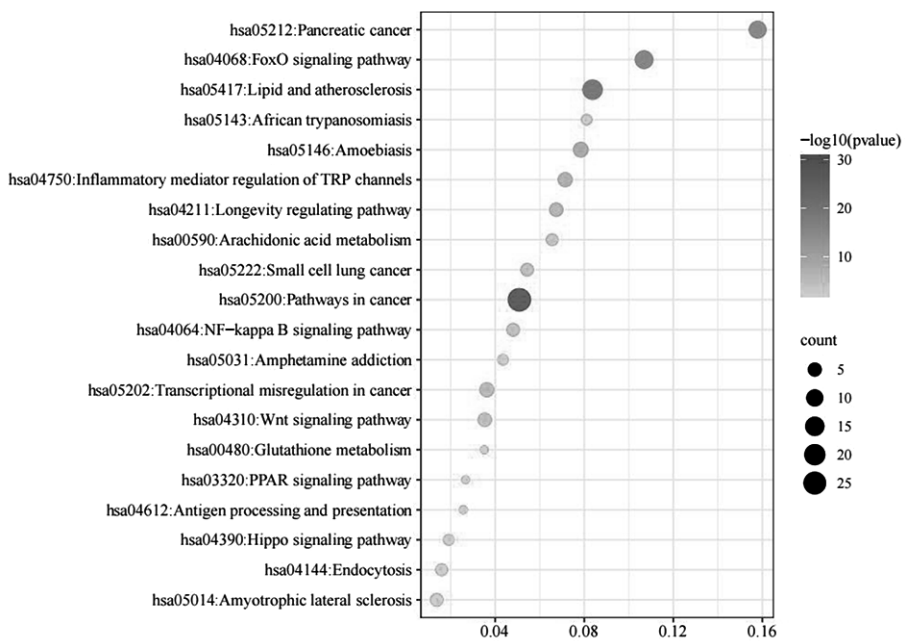 hsa05212:Pancreatic cancer
hsa04068:FoxO signaling pathway
hsa05417:Lipid and atherosclerosis
hsa05143:African trypanosomiasis
hsa05146:Amoebiasis
hsa04750:Inflammatory mediator regulation of TRP channels
hsa04211:Longevity regulating pathway
hsa00590:Arachidonic acid metabolism
hsa05222:Small cell lung cancer
hsa05200:Pathways in cancer
hsa04064:NF−kappa B signaling pathway
hsa05031:Amphetamine addiction
hsa05202:Transcriptional misregulation in cancer
hsa04310:Wnt signaling pathway
hsa00480:Glutathione metabolism
hsa03320:PPAR signaling pathway
hsa04612:Antigen processing and presentation
hsa04390:Hippo signaling pathway
hsa04144:Endocytosis
hsa05014:Amyotrophic lateral sclerosis
0.04 0.08 0.12 0.16
−log10(pvalue)
30
20
10
count
5
10
15
20
25